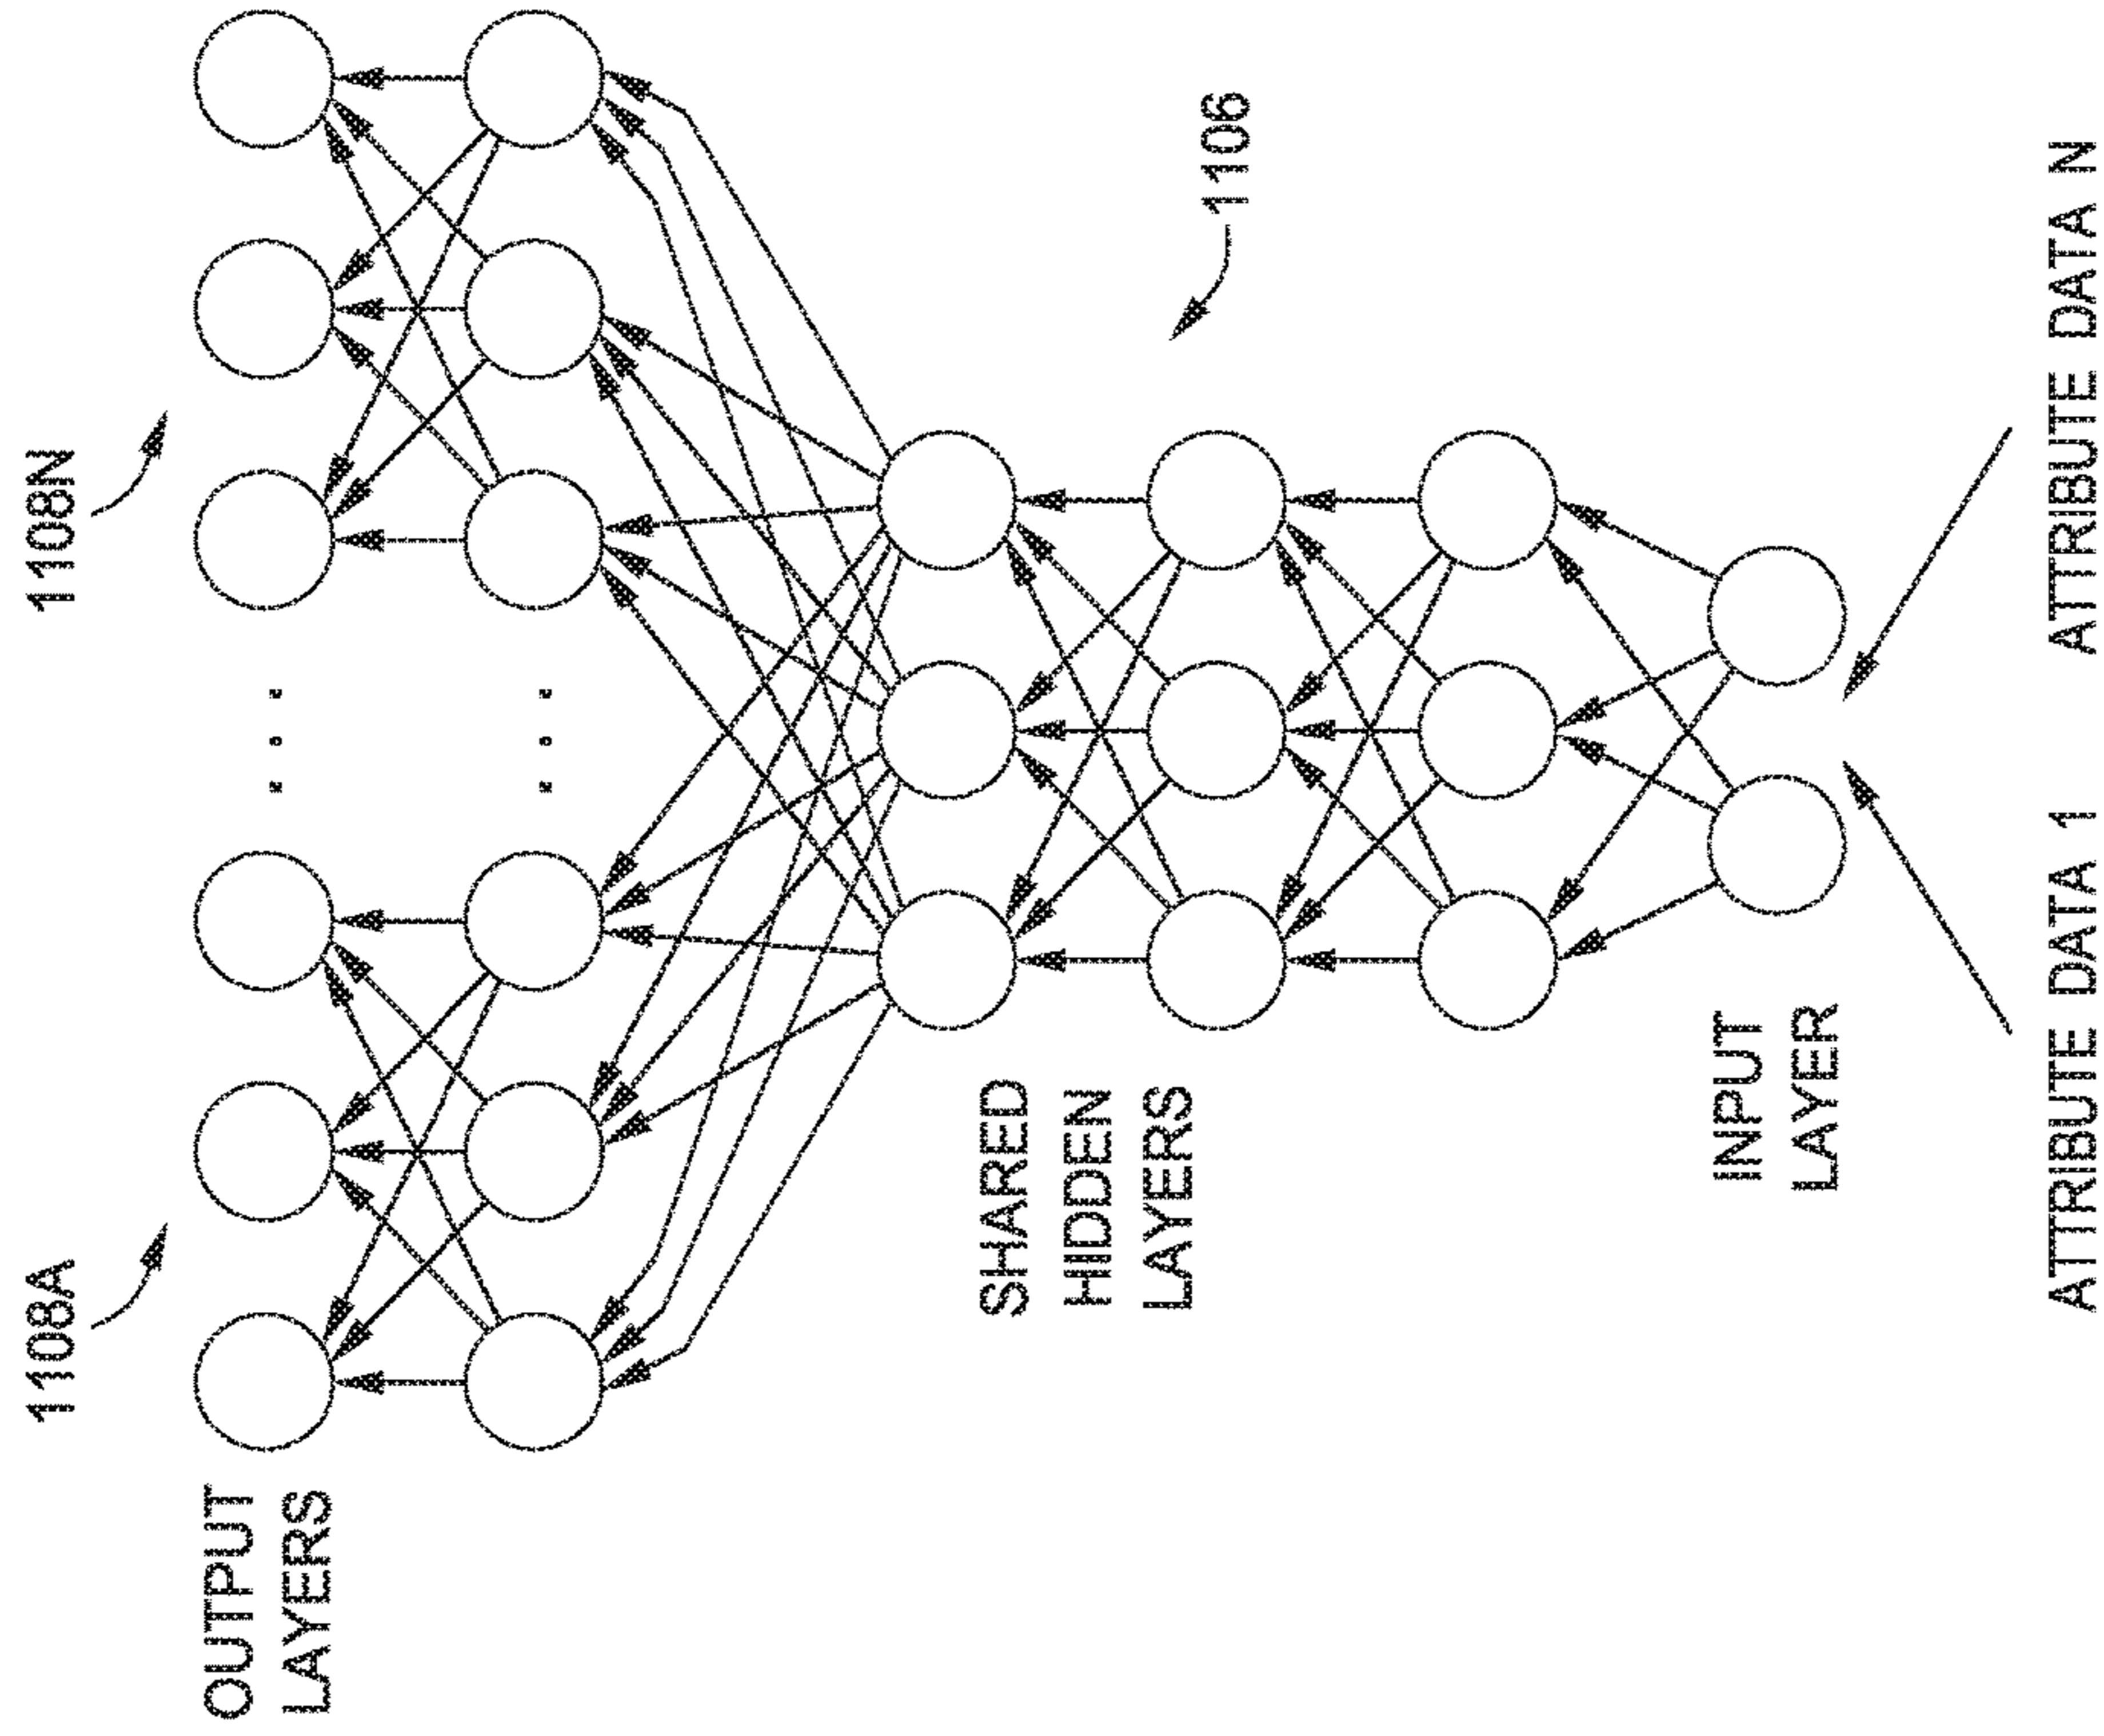 1108A
1108N
OUTPUT
LAYERS
1106
SHARED
HIDDEN
LAYERS
INPUT
LAYER
ATTRIBUTE DATA 1
ATTRIBUTE DATA N